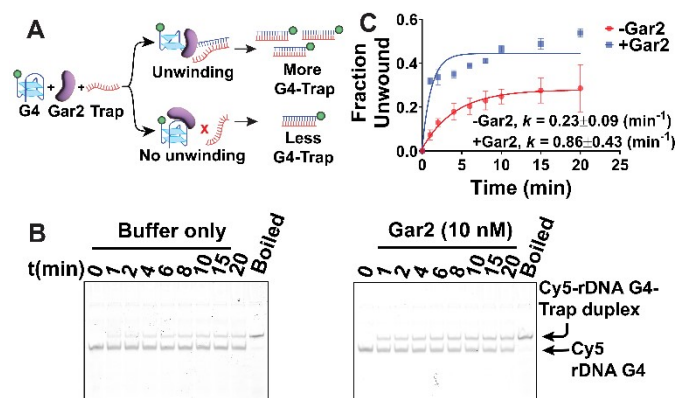 A
G4 + Gar2 + Trap
Unwinding
More
G4-Trap
X
No unwinding
Less
G4-Trap
C
Fraction
Unwound
0.6
0.4
0.2
0.0
-Gar2
+Gar2
-Gar2, k = 0.23±0.09 (min-1)
+Gar2, k = 0.86±0.43 (min-1)
0 5 10 15 20 25
Time (min)
B
Buffer only
t(min) 0 1 2 4 6 8 10 15 20 Boiled
Gar2 (10 nM)
0 1 2 4 6 8 10 15 20 Boiled
Cy5-rDNA G4-
Trap duplex
Cy5
rDNA G4